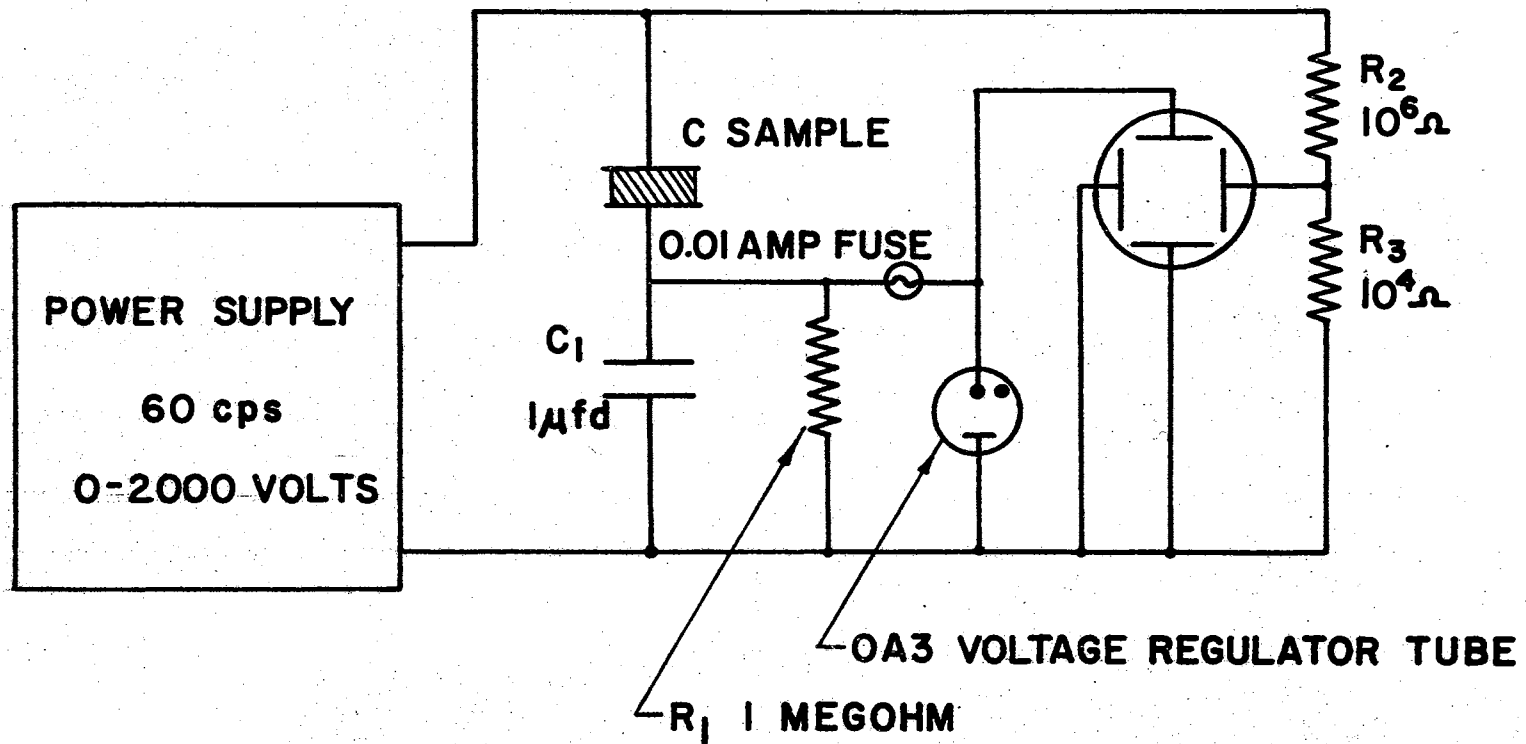 R₂
10⁶Ω
C SAMPLE
0.01 AMP FUSE
R₃
10⁴Ω
POWER SUPPLY
60 cps
0-2000 VOLTS
C₁
1μfd
OA3 VOLTAGE REGULATOR TUBE
R₁ 1 MEGOHM